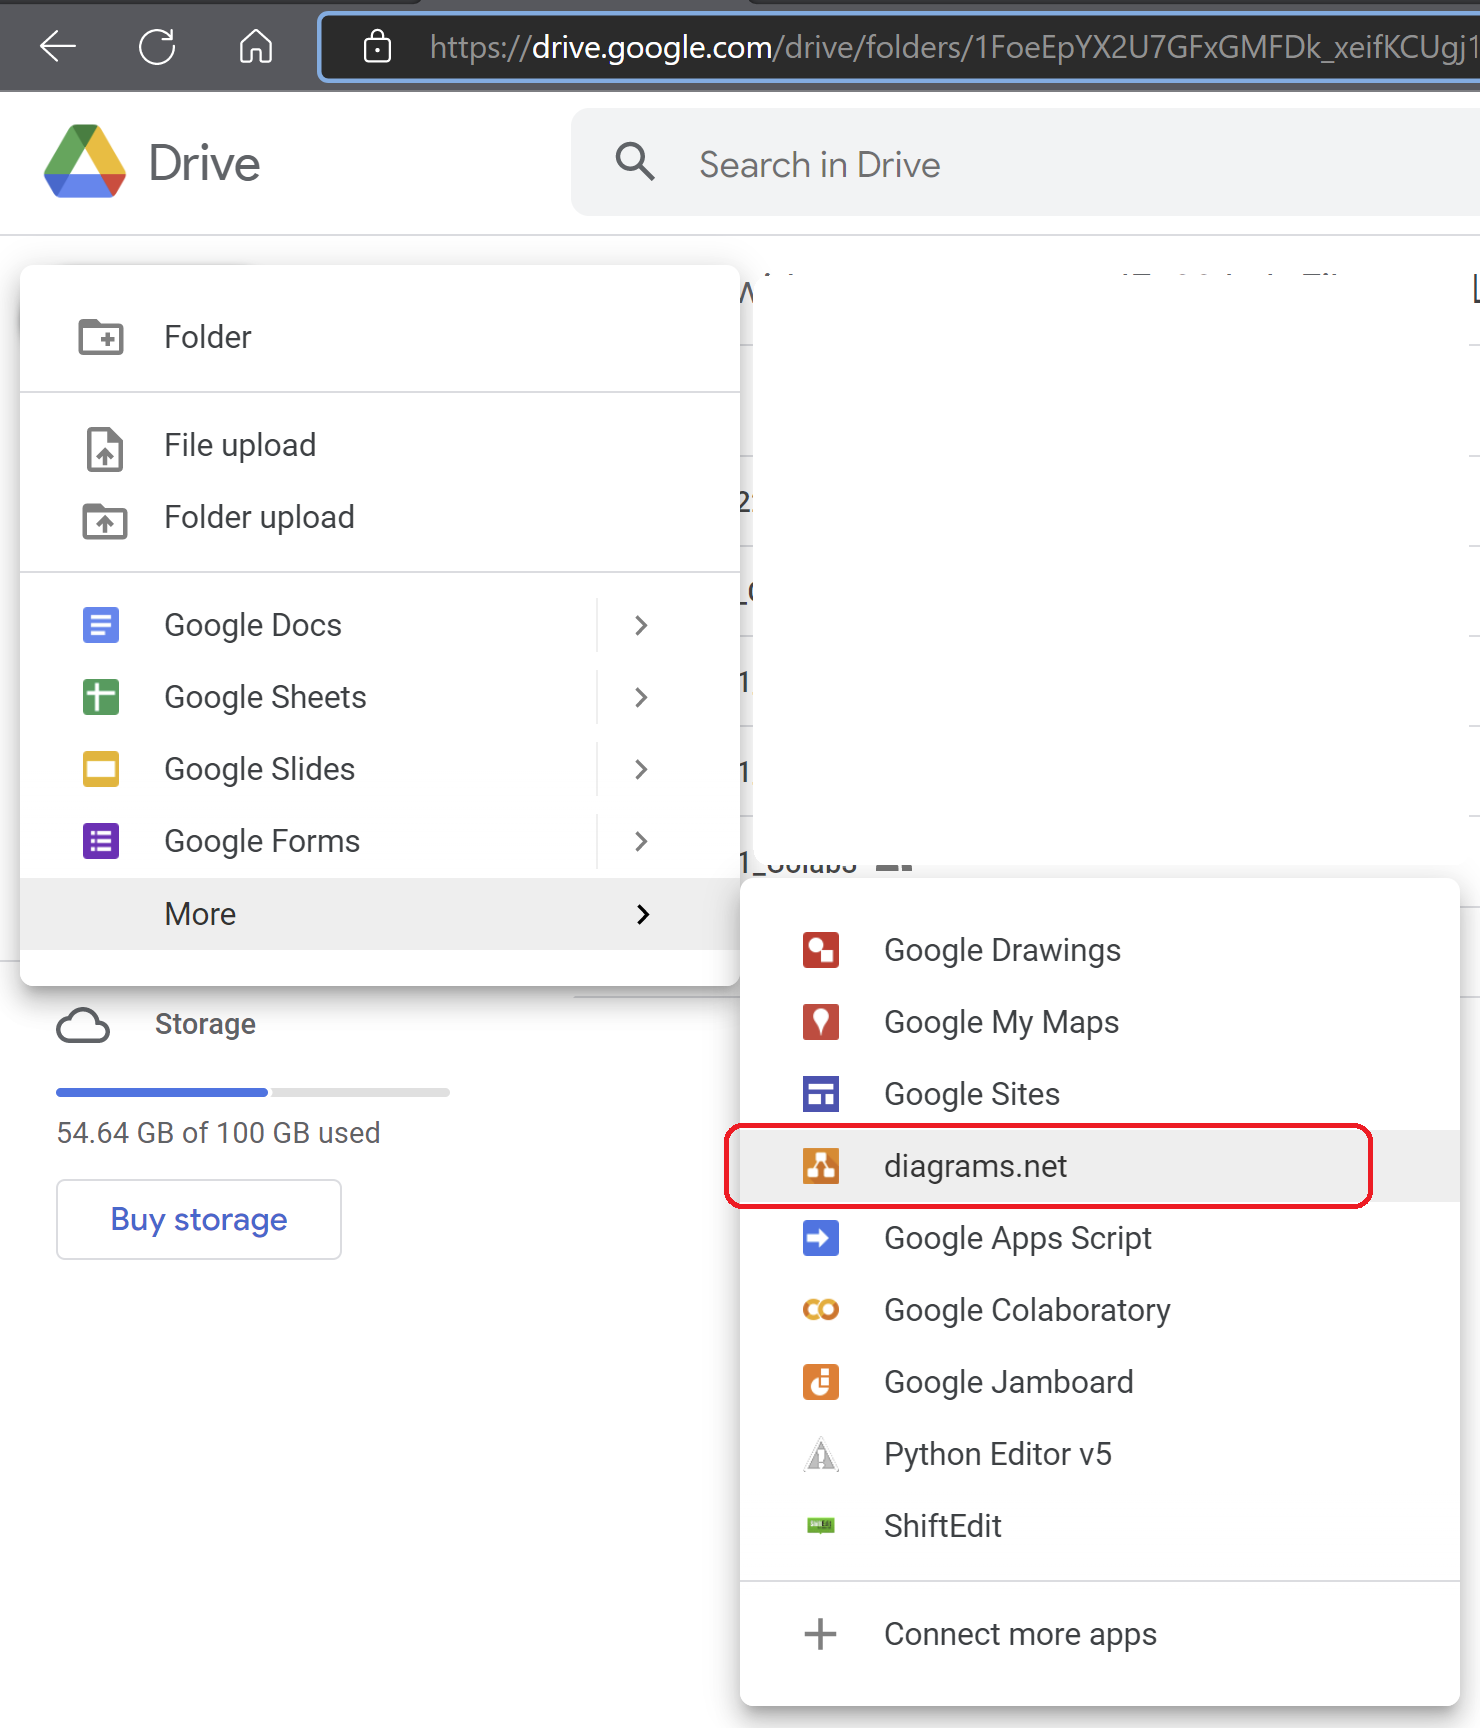 https://drive.google.com/drive/folders/1FoeEpYX2U7GFxGMFDk_xeifKCUgj1
Drive
Search in Drive
Folder
File upload
Folder upload
Google Docs
Google Sheets
Google Slides
Google Forms
More
Storage
54.64 GB of 100 GB used
Buy storage
Google Drawings
Google My Maps
Google Sites
diagrams.net
Google Apps Script
Google Colaboratory
Google Jamboard
Python Editor v5
ShiftEdit
Connect more apps